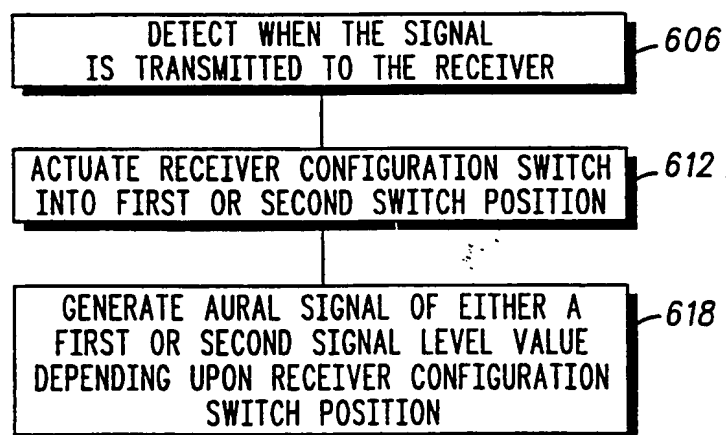 DETECT WHEN THE SIGNAL
IS TRANSMITTED TO THE RECEIVER
606
ACTUATE RECEIVER CONFIGURATION SWITCH
INTO FIRST OR SECOND SWITCH POSITION
612
GENERATE AURAL SIGNAL OF EITHER A
FIRST OR SECOND SIGNAL LEVEL VALUE
DEPENDING UPON RECEIVER CONFIGURATION
SWITCH POSITION
618